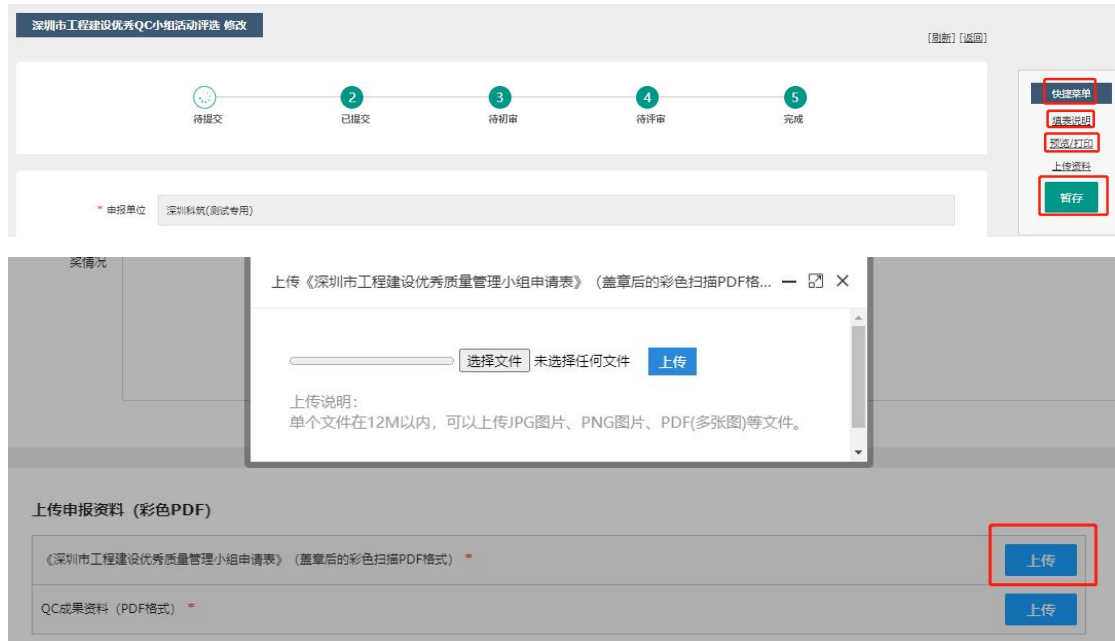 深圳市工程建设优秀QC小组活动评选 修改
[刷新] [返回]
2
3
4
5
待提交
已提交
待初审
待评审
完成
* 申报单位
深圳科筑(测试专用)
快捷菜单
填表说明
预览/打印
上传资料
暂存
奖情况
上传《深圳市工程建设优秀质量管理小组申请表》（盖章后的彩色扫描PDF格...
选择文件 未选择任何文件 上传
上传说明：
单个文件在12M以内，可以上传JPG图片、PNG图片、PDF(多张图)等文件。
上传申报资料（彩色PDF）
《深圳市工程建设优秀质量管理小组申请表》（盖章后的彩色扫描PDF格式） * 上传
QC成果资料（PDF格式） * 上传